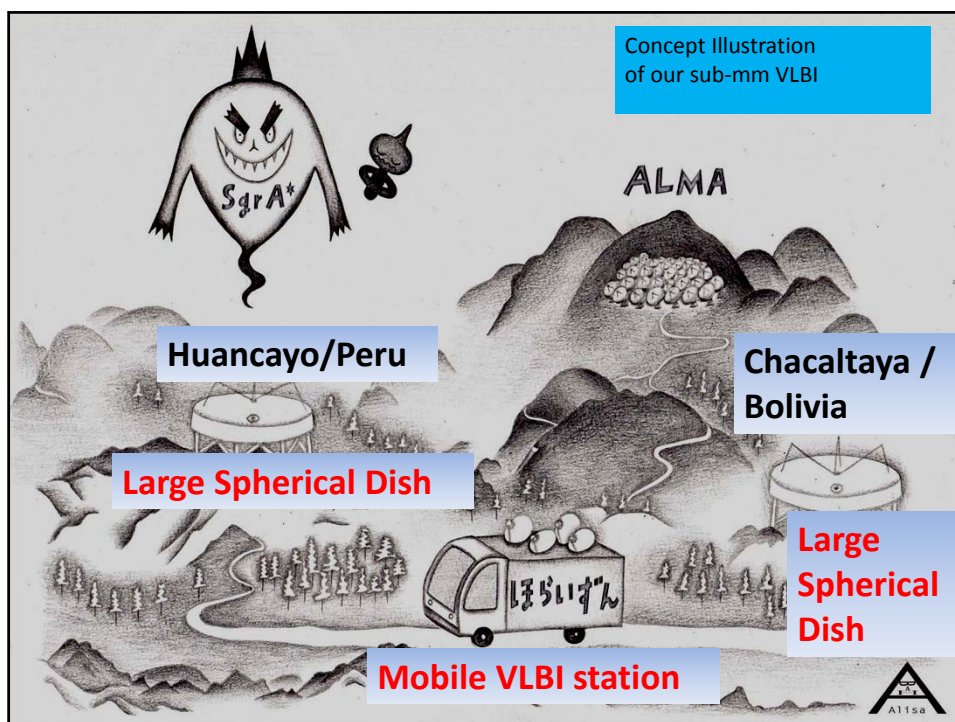 Concept Illustration
of our sub-mm VLBI
SgrA*
ALMA
Huancayo/Peru
Chacaltaya /
Bolivia
Large Spherical Dish
Large
Spherical
Dish
ほらいずん
Mobile VLBI station
Alisa